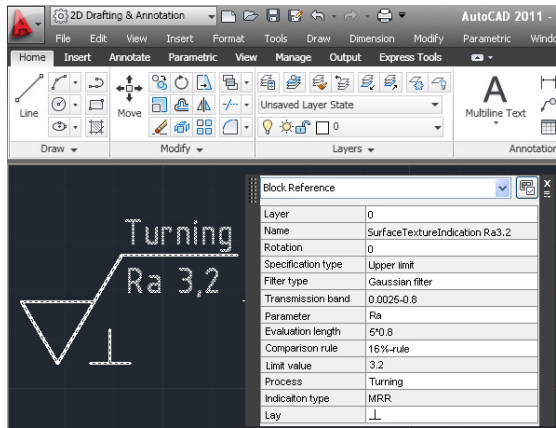 2D Drafting & Annotation
AutoCAD 2011 -
File Edit View Insert Format Tools Draw Dimension Modify Parametric Windo
Home Insert Annotate Parametric View Manage Output Express Tools
Line
Move
Unsaved Layer State
0
Multiline Text
Draw
Modify
Layers
Annotation
Turning
Ra 3,2
Block Reference
Layer 0
Name SurfaceTextureIndication Ra3.2
Rotation 0
Specification type Upper limit
Filter type Gaussian filter
Transmission band 0.0025-0.8
Parameter Ra
Evaluation length 5*0.8
Comparison rule 16%-rule
Limit value 3.2
Process Turning
Indicaiton type MRR
Lay ⊥